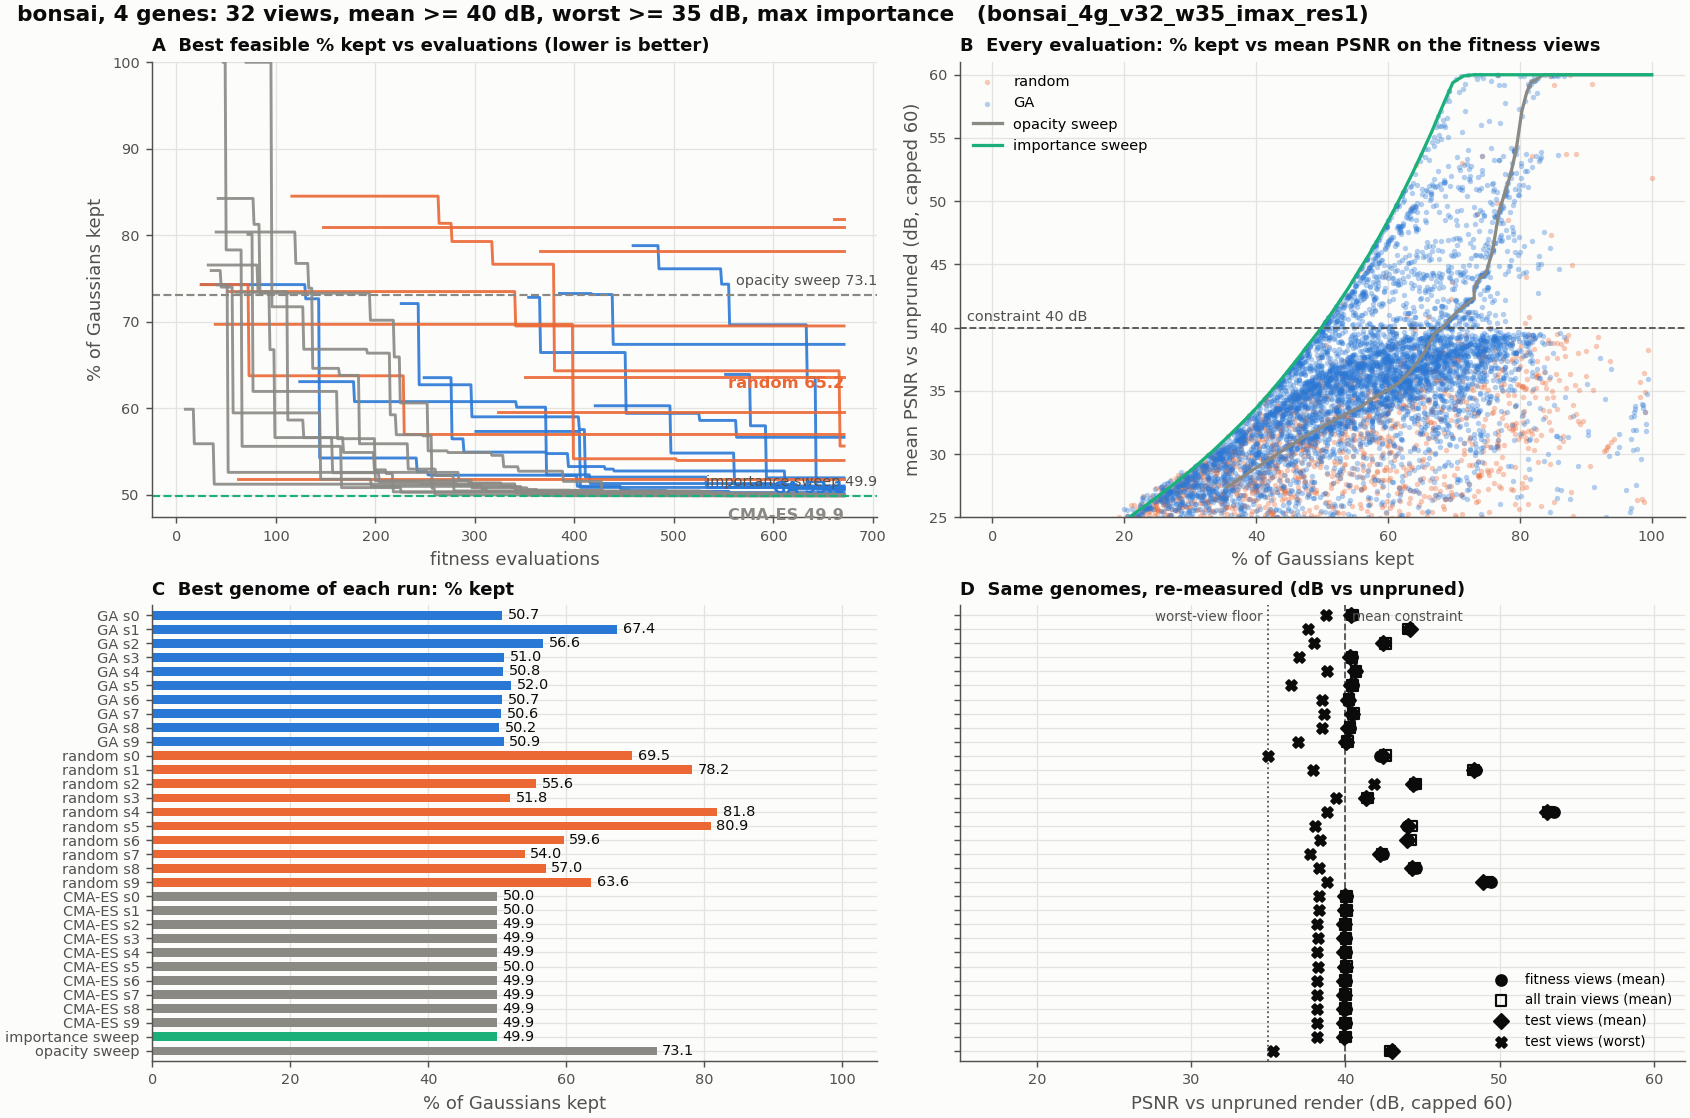 bonsai, 4 genes: 32 views, mean >= 40 dB, worst >= 35 dB, max importance (bonsai_4g_v32_w35_imax_res1)
A Best feasible % kept vs evaluations (lower is better)
100
90
80
70
60
50
% of Gaussians kept
opacity sweep 73.1
random 65.2
importance sweep 49.9
CMA-ES 49.9
0 100 200 300 400 500 600 700
fitness evaluations
B Every evaluation: % kept vs mean PSNR on the fitness views
random
GA
opacity sweep
importance sweep
constraint 40 dB
60
55
50
45
40
35
30
25
mean PSNR vs unpruned (dB, capped 60)
0 20 40 60 80 100
% of Gaussians kept
C Best genome of each run: % kept
GA s0 50.7
GA s1 67.4
GA s2 56.6
GA s3 51.0
GA s4 50.8
GA s5 52.0
GA s6 50.7
GA s7 50.6
GA s8 50.2
GA s9 50.9
random s0 69.5
random s1 78.2
random s2 55.6
random s3 51.8
random s4 81.8
random s5 80.9
random s6 59.6
random s7 54.0
random s8 57.0
random s9 63.6
CMA-ES s0 50.0
CMA-ES s1 50.0
CMA-ES s2 49.9
CMA-ES s3 49.9
CMA-ES s4 49.9
CMA-ES s5 50.0
CMA-ES s6 49.9
CMA-ES s7 49.9
CMA-ES s8 49.9
CMA-ES s9 49.9
importance sweep 49.9
opacity sweep 73.1
0 20 40 60 80 100
% of Gaussians kept
D Same genomes, re-measured (dB vs unpruned)
worst-view floor
mean constraint
fitness views (mean)
all train views (mean)
test views (mean)
test views (worst)
20 30 40 50 60
PSNR vs unpruned render (dB, capped 60)